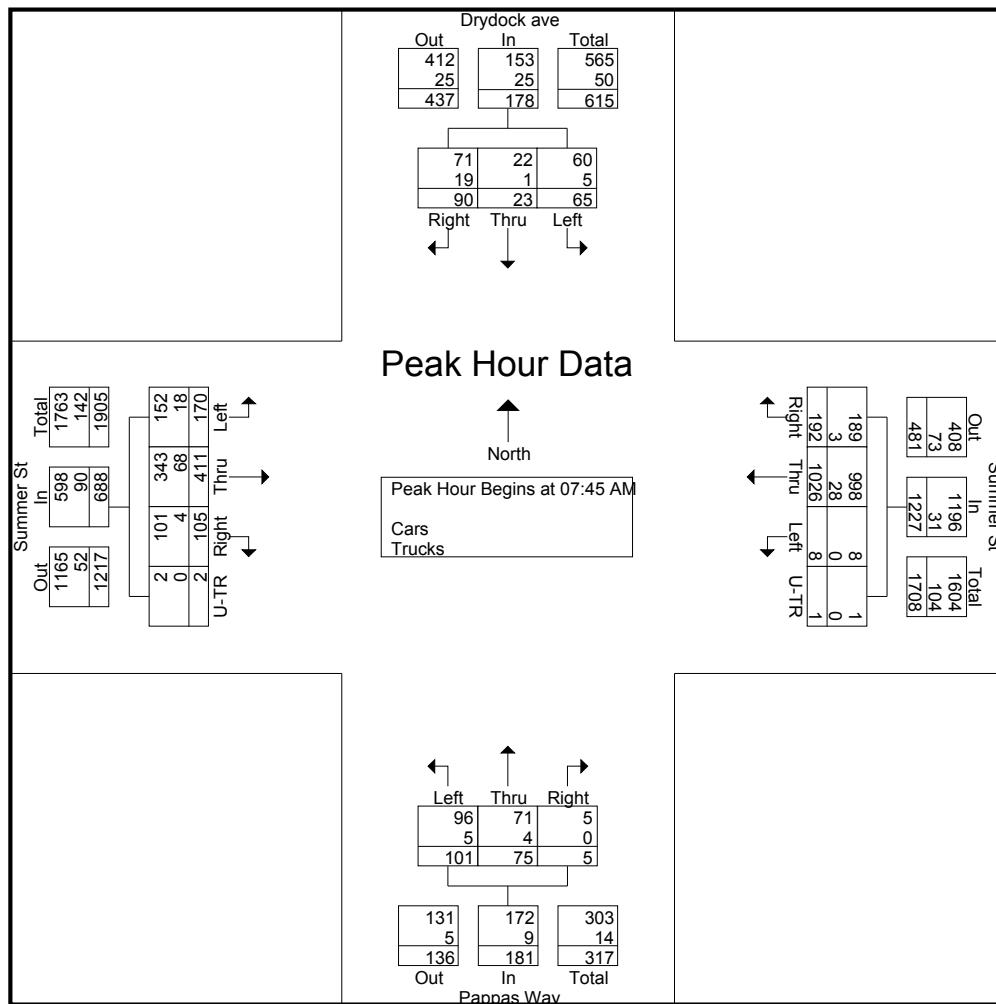 Drydock ave
Out In Total
412 153 565
25 25 50
437 178 615
71 22 60
19 1 5
90 23 65
Right Thru Left
Peak Hour Data
North
Peak Hour Begins at 07:45 AM
Cars
Trucks
Summer St
Total In Out
1763 598 1165
142 90 52
1905 688 1217
152 343 101 2
18 68 4 0
170 411 105 2
Left Thru Right U-TR
Right Thru Left U-TR
192 1026 8 1
3 28 0 0
189 998 8 1
481 1227 1708
73 31 104
408 1196 1604
Out In Total
Summer St
Left Thru Right
96 71 5
5 4 0
101 75 5
131 172 303
5 9 14
136 181 317
Out In Total
Pappas Way